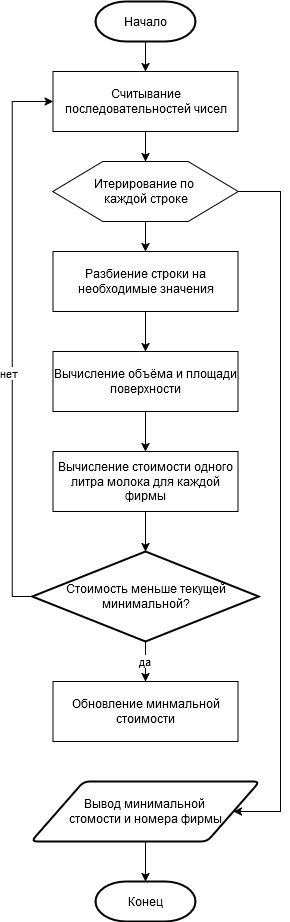 Начало
Считывание
последовательностей чисел
Итерирование по
каждой строке
Разбиение строки на
необходимые значения
нет
Вычисление объёма и площади
поверхности
Вычисление стоимости одного
литра молока для каждой
фирмы
Стоимость меньше текущей
минимальной?
да
Обновление минмальной
стоимости
Вывод минимальной
стомости и номера фирмы
Конец